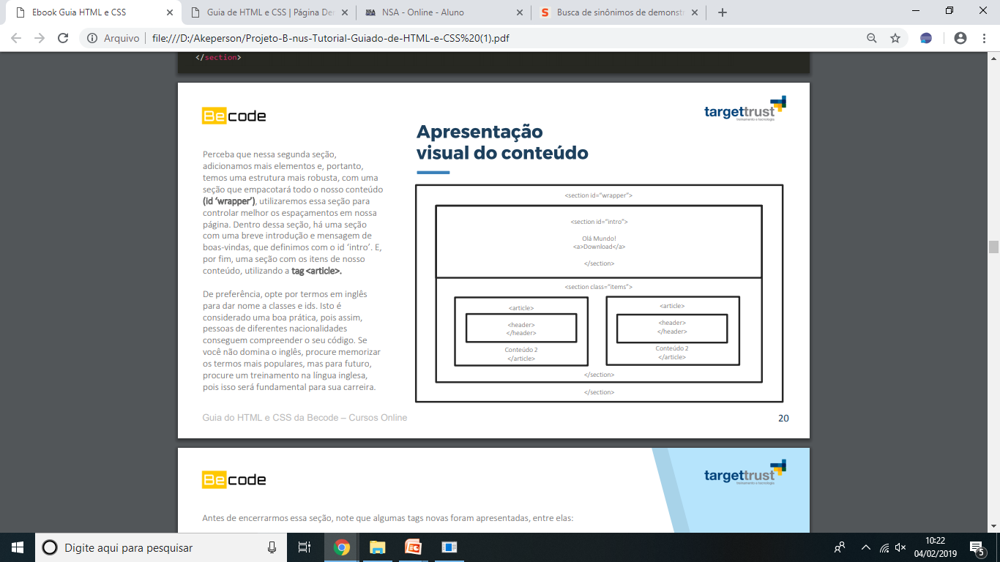 Ebook Guia HTML e CSS
Guia de HTML e CSS | Página De
NSA - Online - Aluno
Busca de sinônimos de demonst
Arquivo
file:///D:/Akeperson/Projeto-B-nus-Tutorial-Guiado-de-HTML-e-CSS%20(1).pdf
</section>
Becode
targettrust
treinamento e tecnologia
Apresentação
visual do conteúdo
Perceba que nessa segunda seção,
adicionamos mais elementos e, portanto,
temos uma estrutura mais robusta, com uma
seção que empacotará todo o nosso conteúdo
(id ‘wrapper’), utilizaremos essa seção para
controlar melhor os espaçamentos em nossa
página. Dentro dessa seção, há uma seção
com uma breve introdução e mensagem de
boas-vindas, que definimos com o id ‘intro’. E,
por fim, uma seção com os itens de nosso
conteúdo, utilizando a tag <article>.
De preferência, opte por termos em inglês
para dar nome a classes e ids. Isto é
considerado uma boa prática, pois assim,
pessoas de diferentes nacionalidades
conseguem compreender o seu código. Se
você não domina o inglês, procure memorizar
os termos mais populares, mas para futuro,
procure um treinamento na língua inglesa,
pois isso será fundamental para sua carreira.
<section id=“wrapper”>
<section id=“intro”>
Olá Mundo!
<a>Download</a>
</section>
<section class=“items”>
<article>
<header>
</header>
Conteúdo 2
</article>
<article>
<header>
</header>
Conteúdo 2
</article>
</section>
</section>
Guia do HTML e CSS da Becode – Cursos Online
20
Becode
targettrust
treinamento e tecnologia
Antes de encerrarmos essa seção, note que algumas tags novas foram apresentadas, entre elas:
Digite aqui para pesquisar
10:22
04/02/2019
5